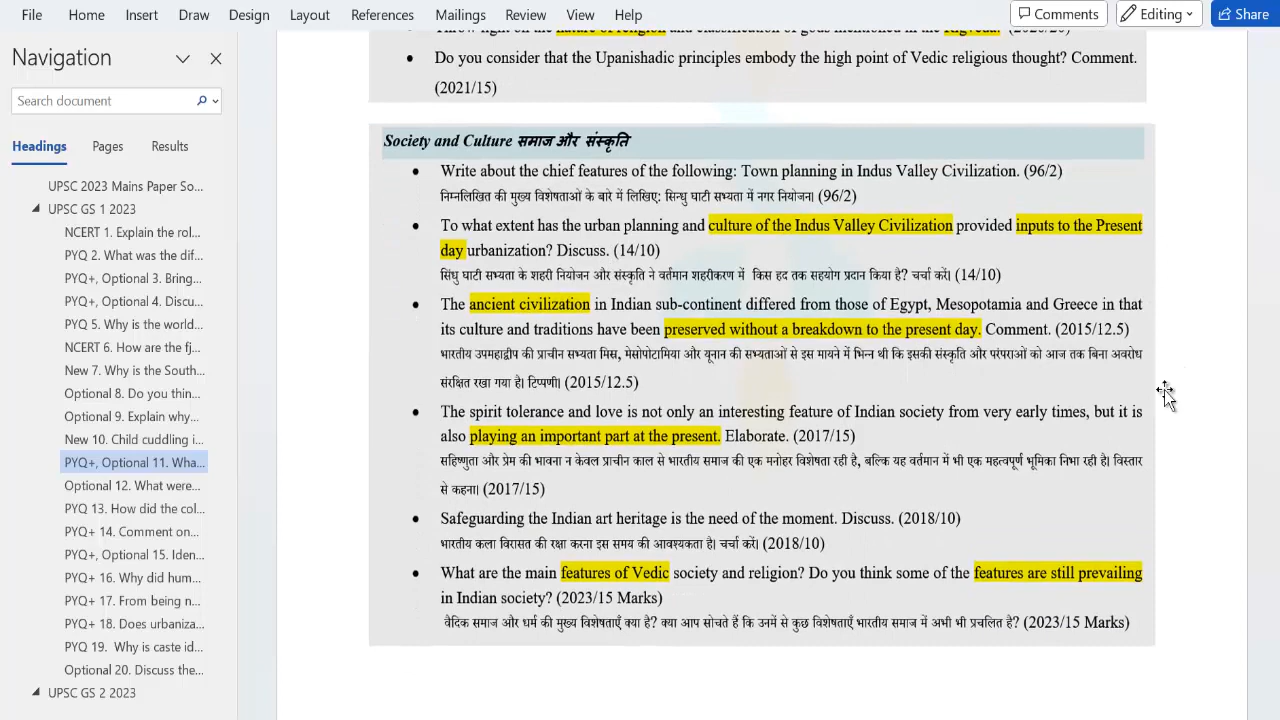 File Home Insert Draw Design Layout References Mailings Review View Help Comments Editing Share
Navigation
Search document
Headings Pages Results
UPSC 2023 Mains Paper So...
UPSC GS 1 2023
NCERT 1. Explain the rol...
PYQ 2. What was the dif...
PYQ+, Optional 3. Bring...
PYQ+, Optional 4. Discu...
PYQ 5. Why is the world...
NCERT 6. How are the fj...
New 7. Why is the South...
Optional 8. Do you thin...
Optional 9. Explain why...
New 10. Child cuddling i...
PYQ+, Optional 11. Wha...
Optional 12. What were...
PYQ 13. How did the col...
PYQ+ 14. Comment on...
PYQ+, Optional 15. Iden...
PYQ+ 16. Why did hum...
PYQ+ 17. From being n...
PYQ+ 18. Does urbaniza...
PYQ 19. Why is caste id...
Optional 20. Discuss the...
UPSC GS 2 2023
Throw light on the nature of religion and classification of gods mentioned in the Rigveda. (2020/20)
• Do you consider that the Upanishadic principles embody the high point of Vedic religious thought? Comment.
(2021/15)
Society and Culture समाज और संस्कृति
• Write about the chief features of the following: Town planning in Indus Valley Civilization. (96/2)
निम्नलिखित की मुख्य विशेषताओं के बारे में लिखिए: सिन्धु घाटी सभ्यता में नगर नियोजन। (96/2)
• To what extent has the urban planning and culture of the Indus Valley Civilization provided inputs to the Present
day urbanization? Discuss. (14/10)
सिंधु घाटी सभ्यता के शहरी नियोजन और संस्कृति ने वर्तमान शहरीकरण में किस हद तक सहयोग प्रदान किया है? चर्चा करें। (14/10)
• The ancient civilization in Indian sub-continent differed from those of Egypt, Mesopotamia and Greece in that
its culture and traditions have been preserved without a breakdown to the present day. Comment. (2015/12.5)
भारतीय उपमहाद्वीप की प्राचीन सभ्यता मिस्र, मेसोपोटामिया और यूनान की सभ्यताओं से इस मायने में भिन्न थी कि इसकी संस्कृति और परंपराओं को आज तक बिना अवरोध
संरक्षित रखा गया है। टिप्पणी। (2015/12.5)
• The spirit tolerance and love is not only an interesting feature of Indian society from very early times, but it is
also playing an important part at the present. Elaborate. (2017/15)
सहिष्णुता और प्रेम की भावना न केवल प्राचीन काल से भारतीय समाज की एक मनोहर विशेषता रही है, बल्कि यह वर्तमान में भी एक महत्वपूर्ण भूमिका निभा रही है। विस्तार
से कहना। (2017/15)
• Safeguarding the Indian art heritage is the need of the moment. Discuss. (2018/10)
भारतीय कला विरासत की रक्षा करना इस समय की आवश्यकता है। चर्चा करें। (2018/10)
• What are the main features of Vedic society and religion? Do you think some of the features are still prevailing
in Indian society? (2023/15 Marks)
वैदिक समाज और धर्म की मुख्य विशेषताएँ क्या है? क्या आप सोचते हैं कि उनमें से कुछ विशेषताएँ भारतीय समाज में अभी भी प्रचलित है? (2023/15 Marks)